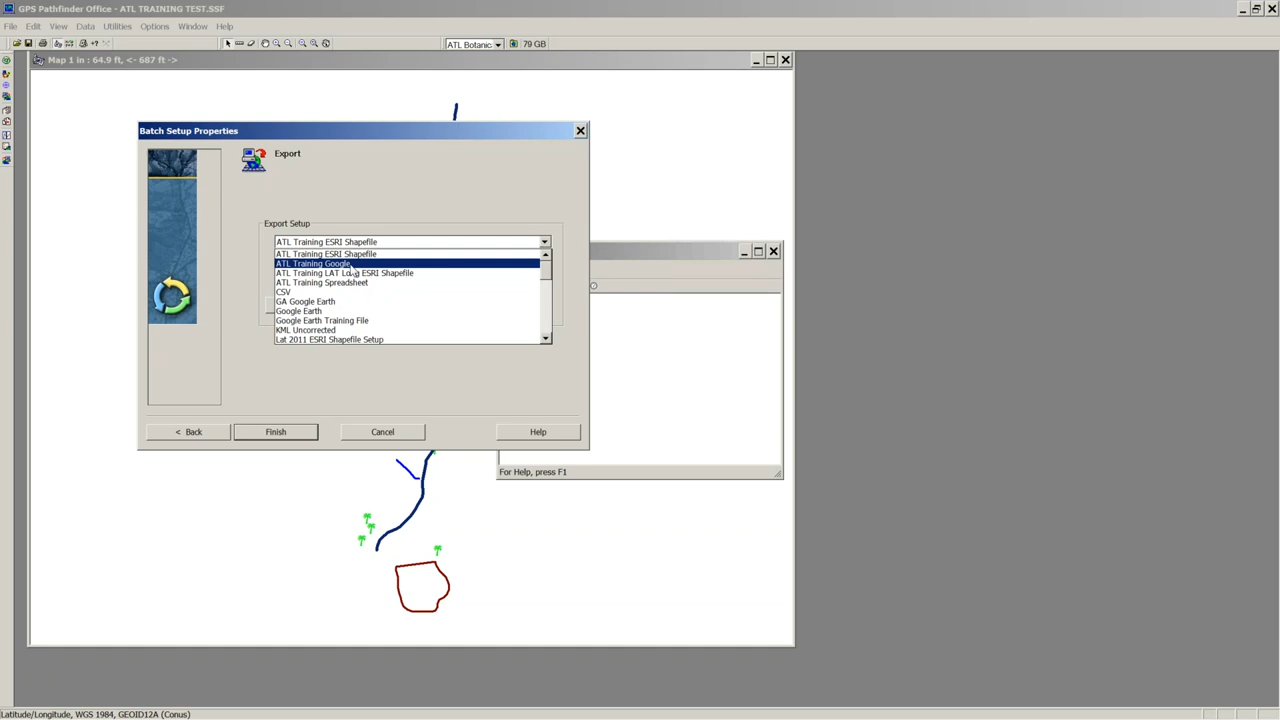 GPS Pathfinder Office - ATL TRAINING TEST.SSF
File Edit View Data Utilities Options Window Help
ATL Botanic 79 GB
Map 1 in : 64.9 ft, <- 687 ft ->
Batch Setup Properties
Export
Export Setup
ATL Training ESRI Shapefile
ATL Training ESRI Shapefile
ATL Training Google
ATL Training LAT Long ESRI Shapefile
ATL Training Spreadsheet
CSV
GA Google Earth
Google Earth
Google Earth Training File
KML Uncorrected
Lat 2011 ESRI Shapefile Setup
< Back Finish Cancel Help
For Help, press F1
Latitude/Longitude, WGS 1984, GEOID12A (Conus)